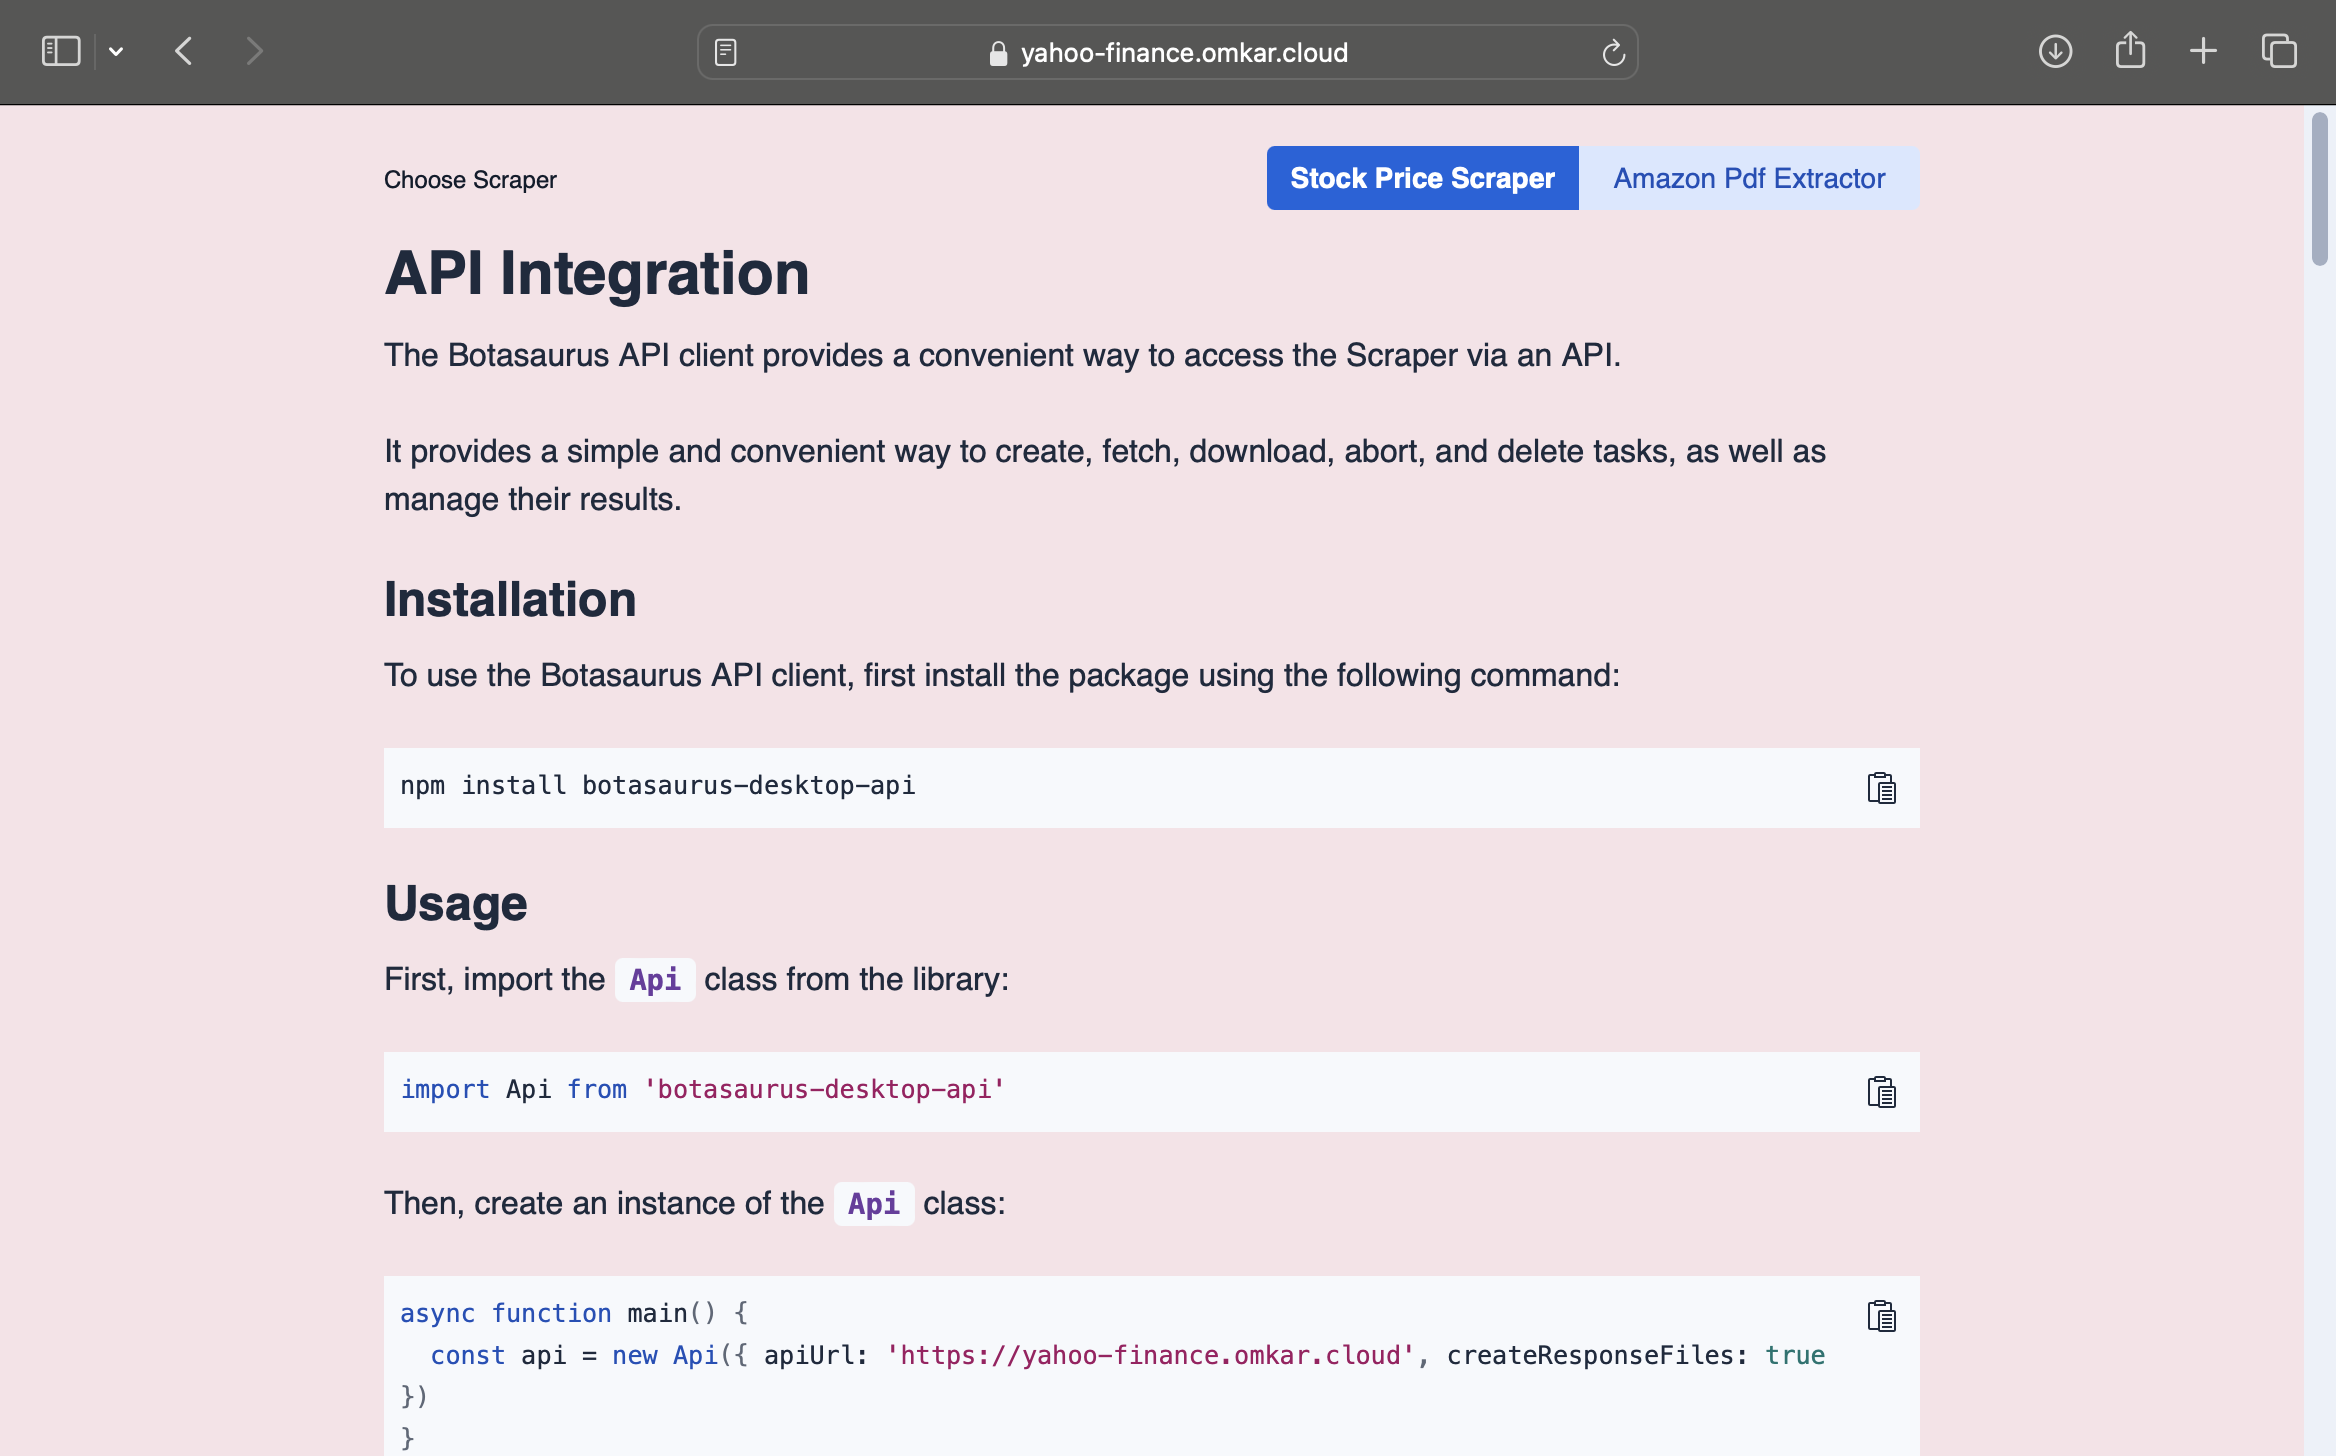 yahoo-finance.omkar.cloud
Choose Scraper
Stock Price Scraper
Amazon Pdf Extractor
API Integration
The Botasaurus API client provides a convenient way to access the Scraper via an API.
It provides a simple and convenient way to create, fetch, download, abort, and delete tasks, as well as
manage their results.
Installation
To use the Botasaurus API client, first install the package using the following command:
npm install botasaurus-desktop-api
Usage
First, import the Api class from the library:
import Api from 'botasaurus-desktop-api'
Then, create an instance of the Api class:
async function main() {
  const api = new Api({ apiUrl: 'https://yahoo-finance.omkar.cloud', createResponseFiles: true
})
}